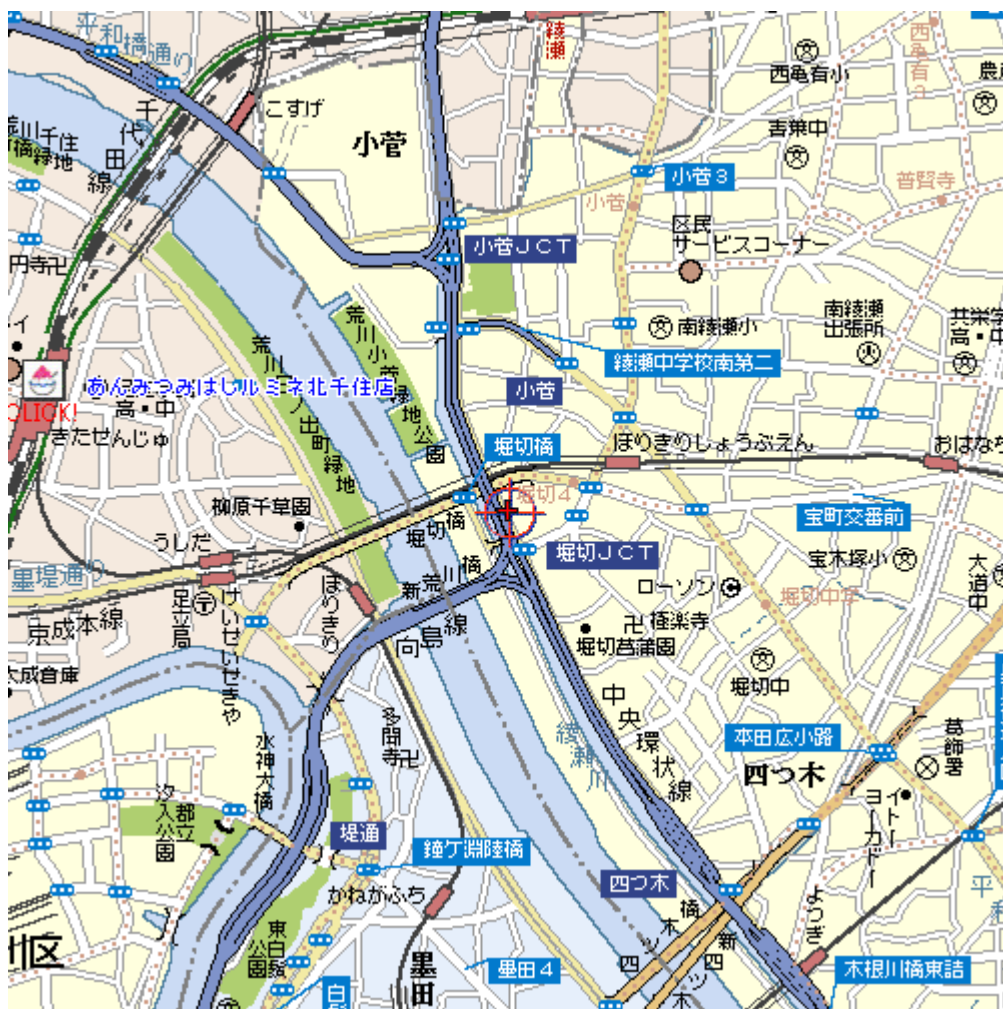 平和橋通り
綾瀬
西亀有小
西亀有3
千代田線
こすげ
小菅
青葉中
荒川千住
橋緑地
小菅3
小菅
普賢寺
区民
サービスコーナー
円寺卍
小菅JCT
荒川小菅緑地公園
南綾瀬小
南綾瀬
出張所
共栄学
高・中
綾瀬中学校南第二
あんみつみはしルミネ北千住店
CLICK!
高・中
小菅
きたせんじゅ
荒川大出町緑地
堀切橋
ほりきりしょうぶえん
おはなぢ
堀切4
柳原千草園
堀切橋
宝町交番前
うしだ
墨堤通り
堀切JCT
宝木塚小
大道中
ローソン
新荒川橋
ほりきり
足立局
けいせいせきや
京成本線
向島線
卍極楽寺
堀切菖蒲園
堀切中学
堀切中
大成倉庫
中央環状線
綾瀬川
多聞寺卍
水神大橋
本田広小路
四つ木
葛飾署
イトーヨーカドー
都立
汐入公園
堤通
鐘ケ淵陸橋
かねがふち
四つ木
よつぎ
平和
東白鬚
公園
川区
墨田
墨田4
四ツ木橋
新四ツ木
木根川橋東詰
白